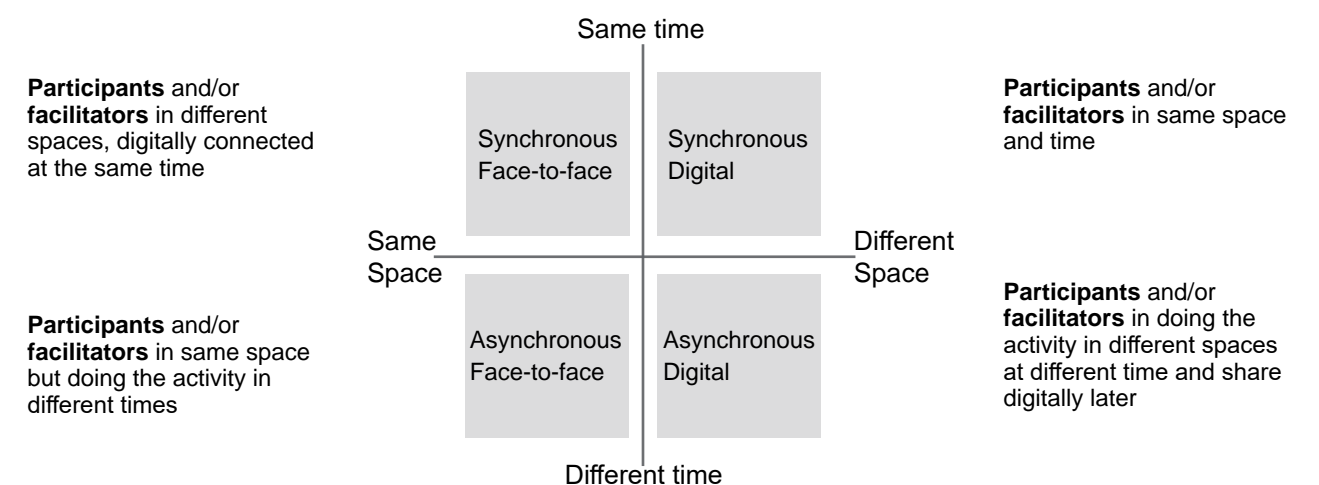 Same time
Participants and/or
facilitators in different
spaces, digitally connected
at the same time
Synchronous
Face-to-face
Synchronous
Digital
Participants and/or
facilitators in same space
and time
Same
Space
Different
Space
Participants and/or
facilitators in same space
but doing the activity in
different times
Asynchronous
Face-to-face
Asynchronous
Digital
Participants and/or
facilitators in doing the
activity in different spaces
at different time and share
digitally later
Different time